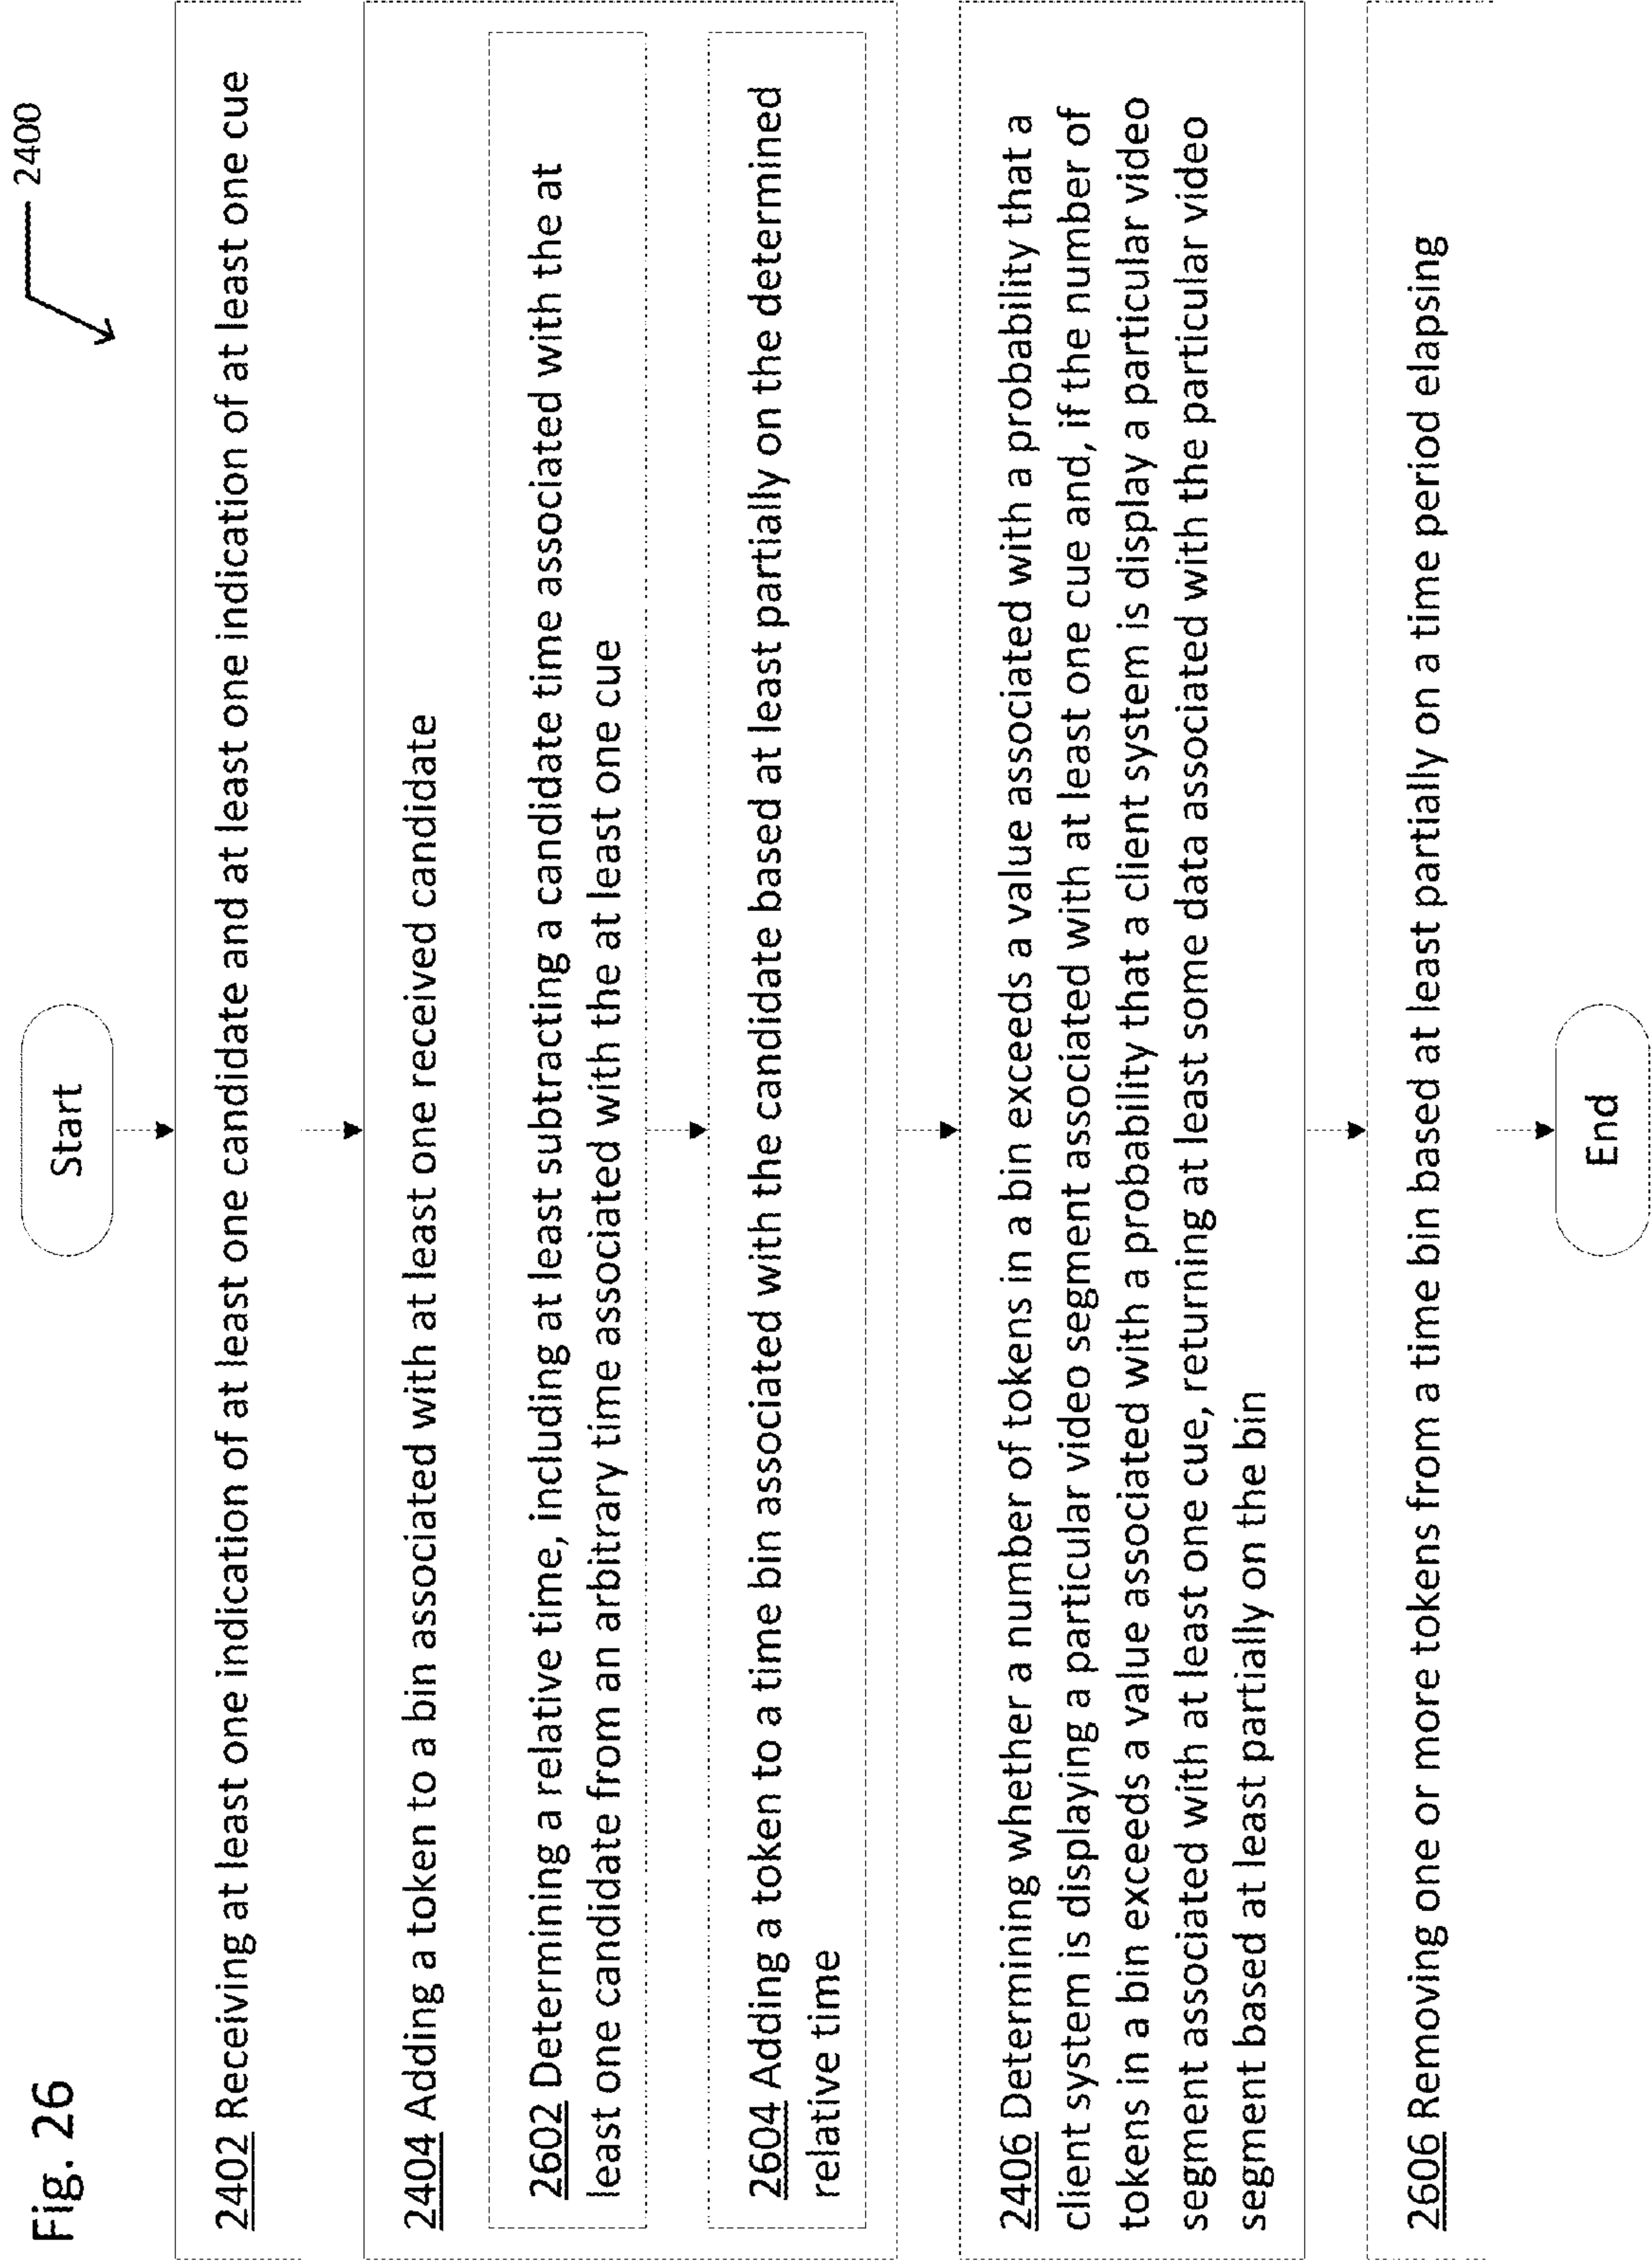 Fig. 26
2400
Start
2402 Receiving at least one indication of at least one candidate and at least one indication of at least one cue
2404 Adding a token to a bin associated with at least one received candidate
2602 Determining a relative time, including at least subtracting a candidate time associated with the at
least one candidate from an arbitrary time associated with the at least one cue
2604 Adding a token to a time bin associated with the candidate based at least partially on the determined
relative time
2406 Determining whether a number of tokens in a bin exceeds a value associated with a probability that a
client system is displaying a particular video segment associated with at least one cue and, if the number of
tokens in a bin exceeds a value associated with a probability that a client system is display a particular video
segment associated with at least one cue, returning at least some data associated with the particular video
segment based at least partially on the bin
2606 Removing one or more tokens from a time bin based at least partially on a time period elapsing
End